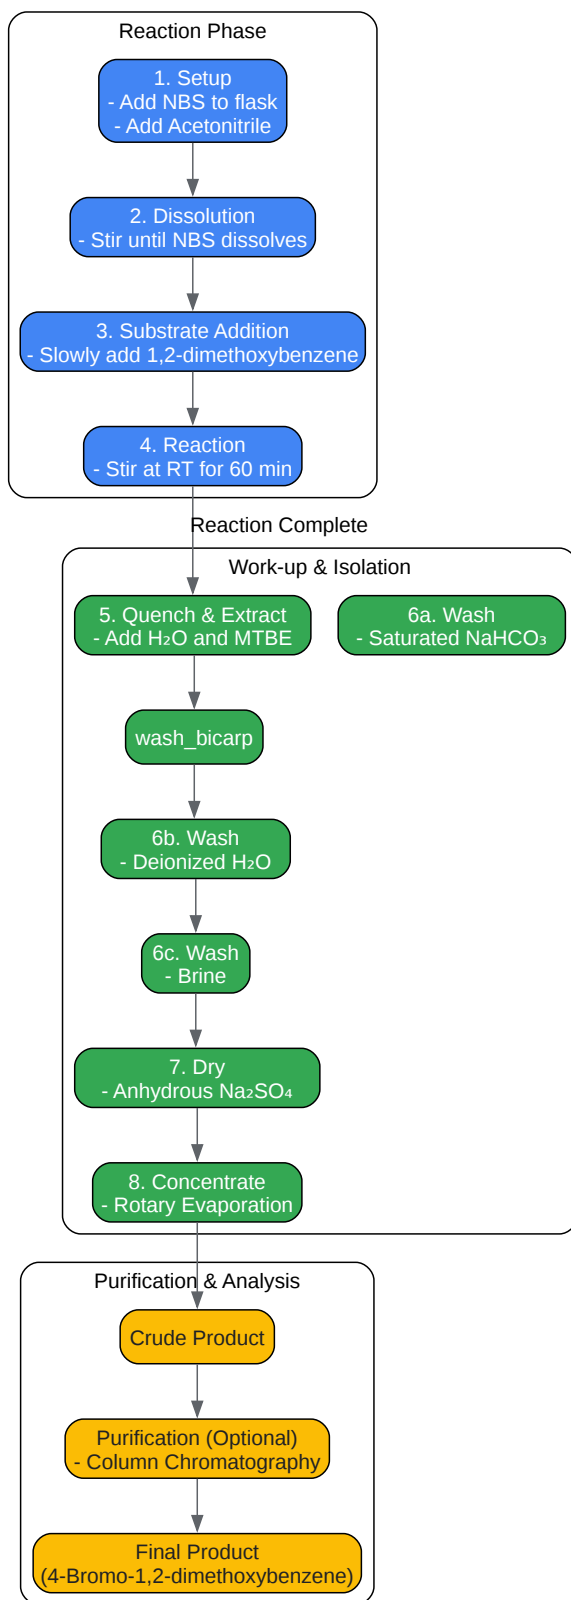 Reaction Phase
1. Setup
- Add NBS to flask
- Add Acetonitrile
2. Dissolution
- Stir until NBS dissolves
3. Substrate Addition
- Slowly add 1,2-dimethoxybenzene
4. Reaction
- Stir at RT for 60 min
Reaction Complete
Work-up & Isolation
5. Quench & Extract
- Add H₂O and MTBE
6a. Wash
- Saturated NaHCO₃
wash_bicarp
6b. Wash
- Deionized H₂O
6c. Wash
- Brine
7. Dry
- Anhydrous Na₂SO₄
8. Concentrate
- Rotary Evaporation
Purification & Analysis
Crude Product
Purification (Optional)
- Column Chromatography
Final Product
(4-Bromo-1,2-dimethoxybenzene)